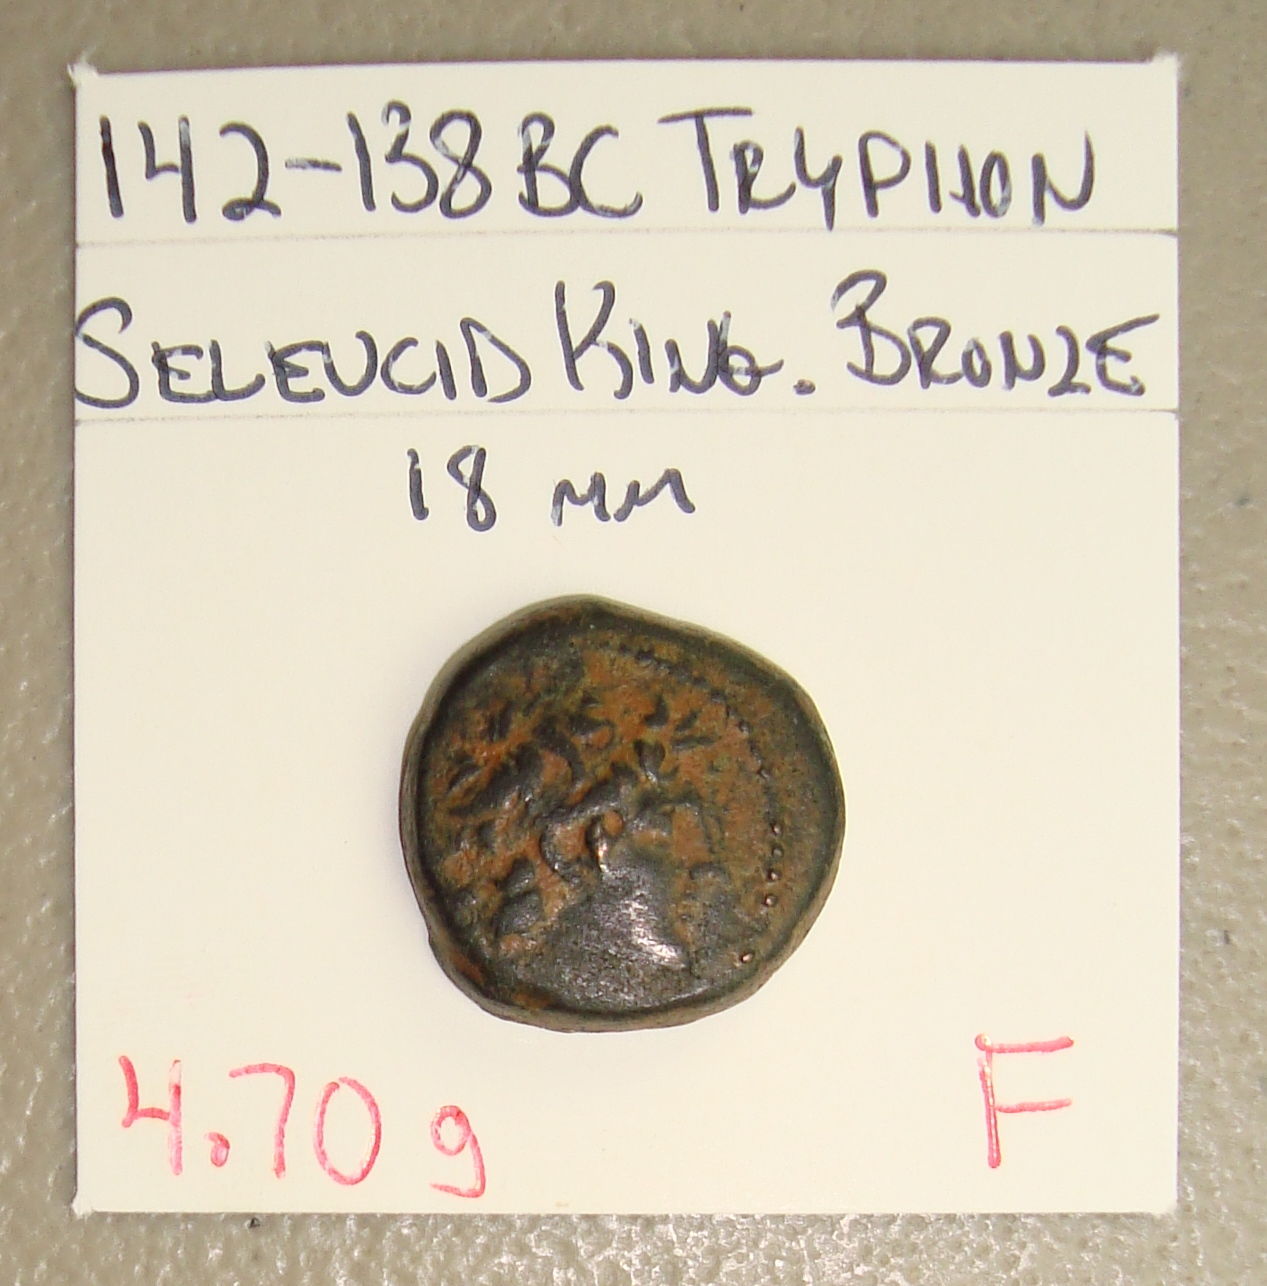 142-138 BC TRYPHON
SELEUCID KING. BRONZE
18 MM
4.70 g F